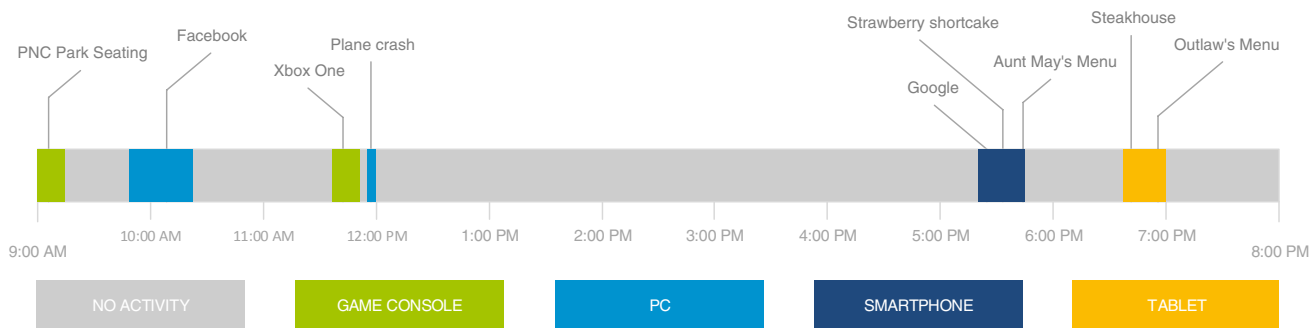 Strawberry shortcake
Steakhouse
Facebook
Plane crash
Outlaw's Menu
PNC Park Seating
Xbox One
Aunt May's Menu
Google
10:00 AM
11:00 AM
12:00 PM
1:00 PM
2:00 PM
3:00 PM
4:00 PM
5:00 PM
6:00 PM
7:00 PM
9:00 AM
8:00 PM
NO ACTIVITY
GAME CONSOLE
PC
SMARTPHONE
TABLET